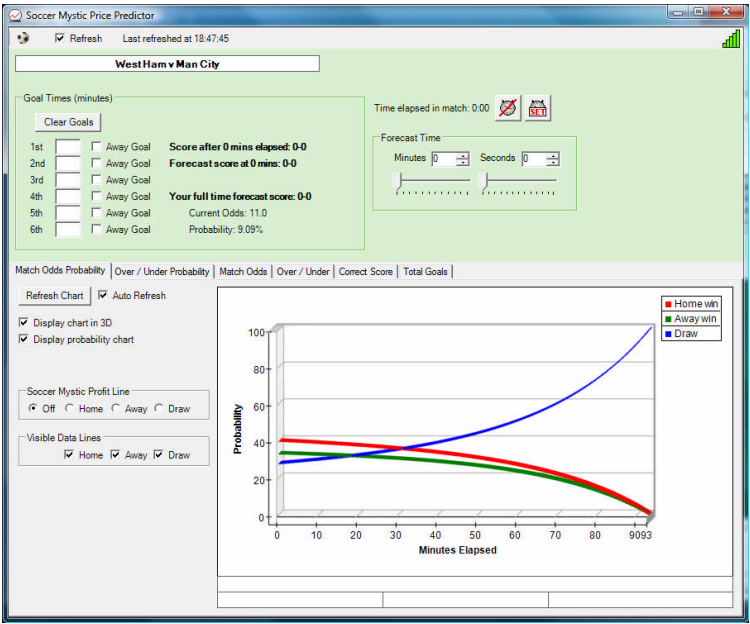 Soccer Mystic Price Predictor
Refresh Last refreshed at 18:47:45
West Ham v Man City
Goal Times (minutes)
Clear Goals
1st Away Goal Score after 0 mins elapsed: 0-0
2nd Away Goal Forecast score at 0 mins: 0-0
3rd Away Goal
4th Away Goal Your full time forecast score: 0-0
5th Away Goal Current Odds: 11.0
6th Away Goal Probability: 9.09%
Time elapsed in match: 0:00 SET
Forecast Time
Minutes 0 Seconds 0
Match Odds Probability Over / Under Probability Match Odds Over / Under Correct Score Total Goals
Refresh Chart Auto Refresh
Display chart in 3D
Display probability chart
Soccer Mystic Profit Line
Off Home Away Draw
Visible Data Lines
Home Away Draw
Home win
Away win
Draw
Probability
100
80
60
40
20
0
0 10 20 30 40 50 60 70 80 9093
Minutes Elapsed